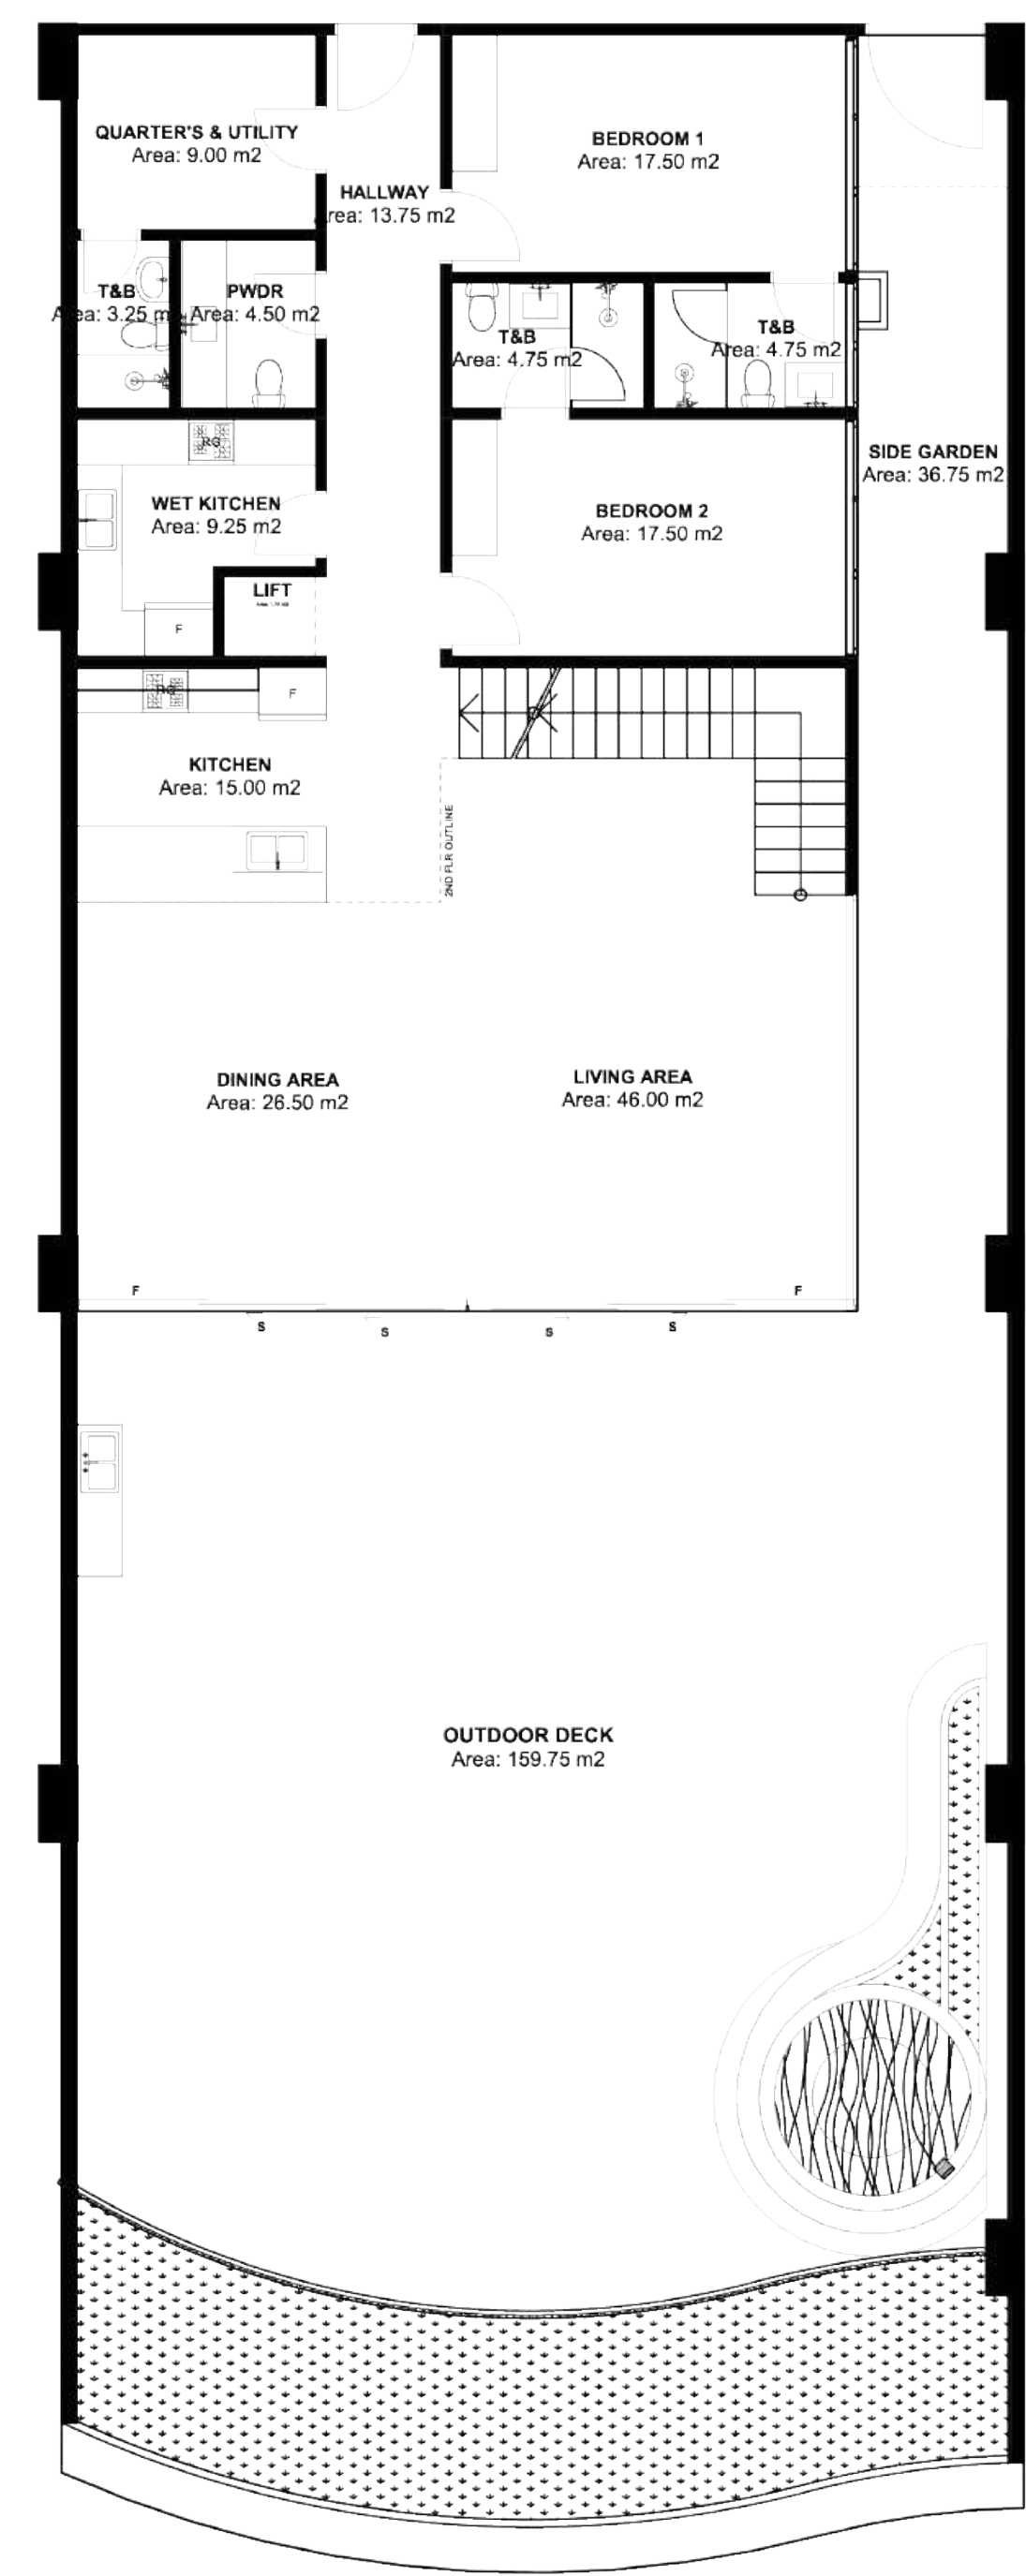 QUARTER'S & UTILITY
Area: 9.00 m2
BEDROOM 1
Area: 17.50 m2
HALLWAY
Area: 13.75 m2
T&B
Area: 3.25 m
PWDR
Area: 4.50 m2
T&B
Area: 4.75 m2
T&B
Area: 4.75 m2
RG
WET KITCHEN
Area: 9.25 m2
SIDE GARDEN
Area: 36.75 m2
BEDROOM 2
Area: 17.50 m2
LIFT
F
RG
F
KITCHEN
Area: 15.00 m2
2ND FLR OUTLINE
DINING AREA
Area: 26.50 m2
LIVING AREA
Area: 46.00 m2
F
F
S
S
S
S
OUTDOOR DECK
Area: 159.75 m2